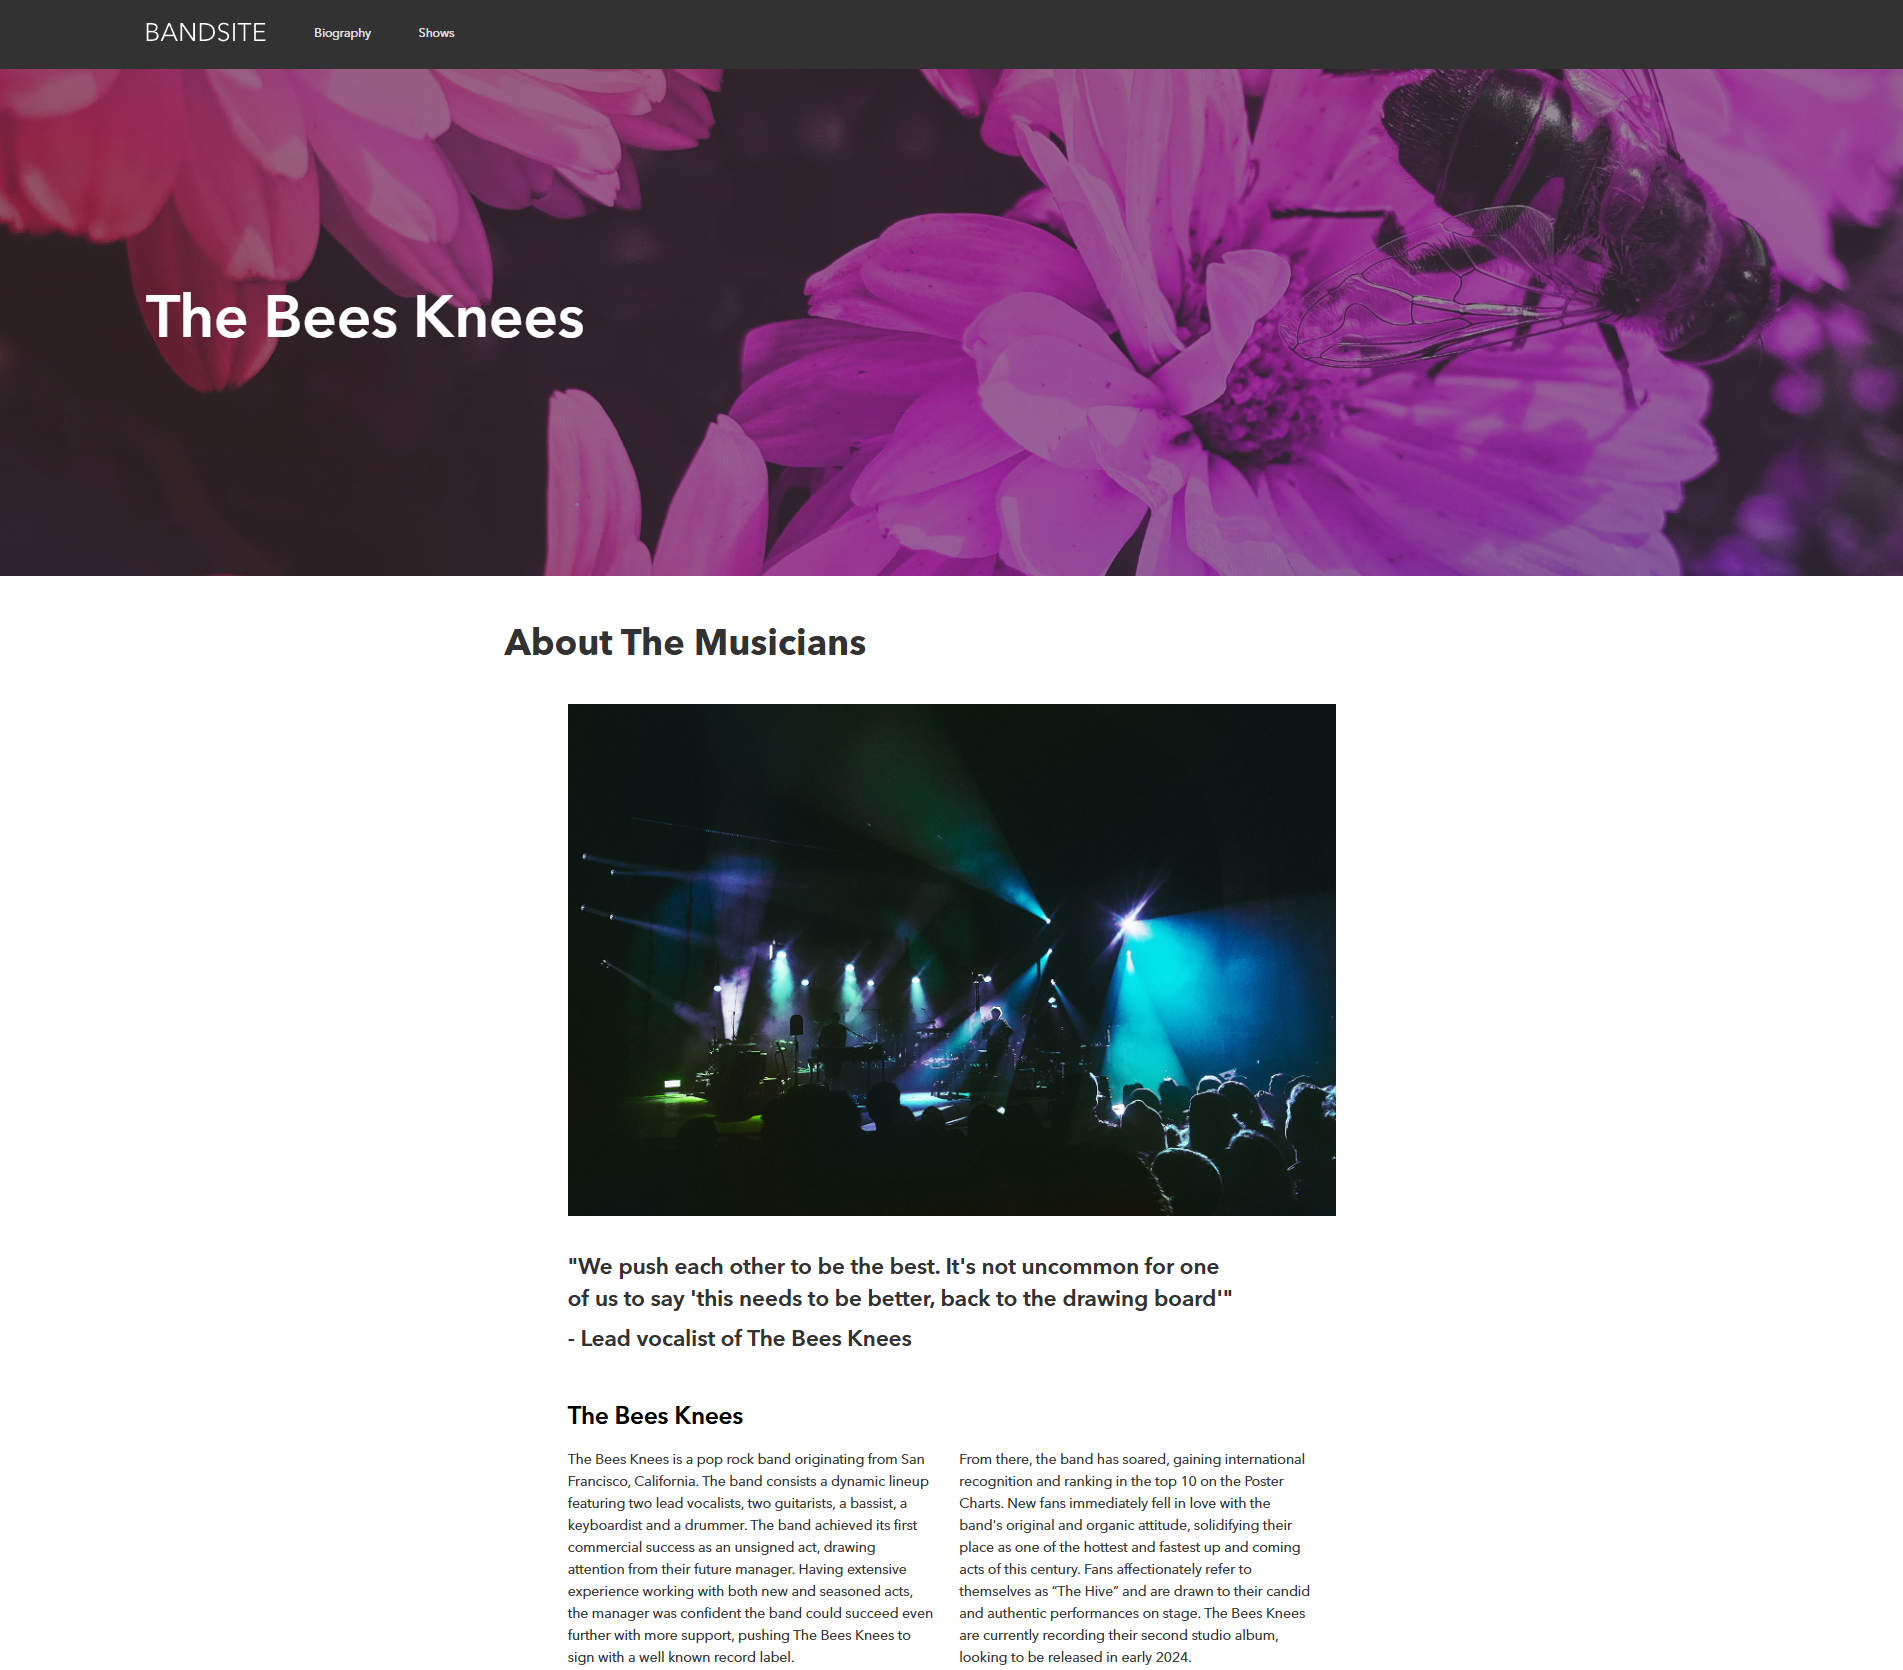 BANDSITE Biography Shows
The Bees Knees
About The Musicians
"We push each other to be the best. It's not uncommon for one
of us to say 'this needs to be better, back to the drawing board'"
- Lead vocalist of The Bees Knees
The Bees Knees
The Bees Knees is a pop rock band originating from San
Francisco, California. The band consists a dynamic lineup
featuring two lead vocalists, two guitarists, a bassist, a
keyboardist and a drummer. The band achieved its first
commercial success as an unsigned act, drawing
attention from their future manager. Having extensive
experience working with both new and seasoned acts,
the manager was confident the band could succeed even
further with more support, pushing The Bees Knees to
sign with a well known record label.
From there, the band has soared, gaining international
recognition and ranking in the top 10 on the Poster
Charts. New fans immediately fell in love with the
band's original and organic attitude, solidifying their
place as one of the hottest and fastest up and coming
acts of this century. Fans affectionately refer to
themselves as “The Hive” and are drawn to their candid
and authentic performances on stage. The Bees Knees
are currently recording their second studio album,
looking to be released in early 2024.